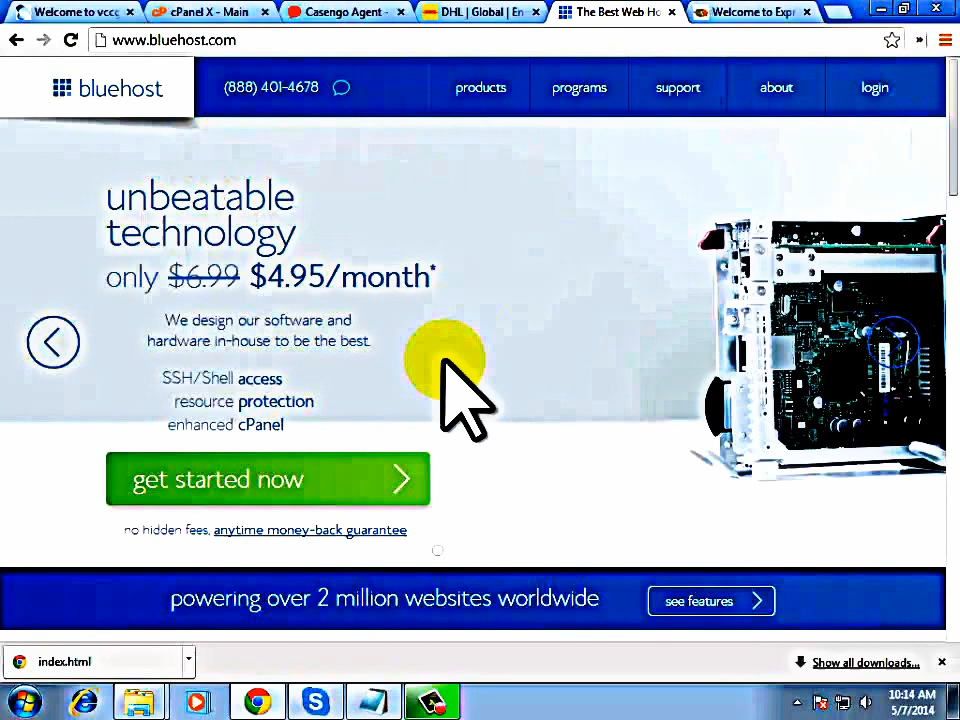 Welcome to vccg
cPanel X - Main
Casengo Agent -
DHL | Global | En
The Best Web Ho
Welcome to Expr
www.bluehost.com
bluehost
(888) 401-4678
products
programs
support
about
login
unbeatable
technology
only $6.99 $4.95/month*
We design our software and
hardware in-house to be the best.
SSH/Shell access
resource protection
enhanced cPanel
get started now
no hidden fees, anytime money-back guarantee
powering over 2 million websites worldwide
see features
index.html
Show all downloads...
10:14 AM
5/7/2014